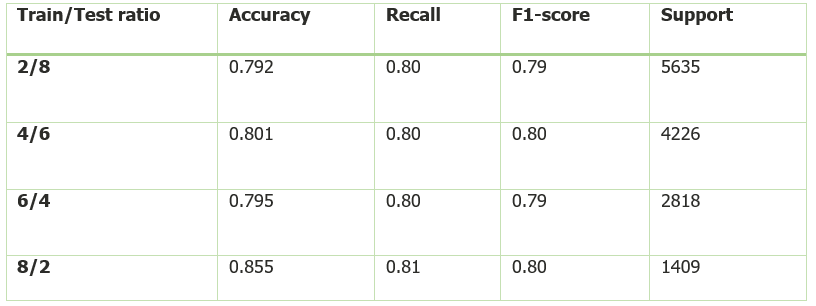 Train/Test ratio Accuracy Recall F1-score Support
2/8 0.792 0.80 0.79 5635
4/6 0.801 0.80 0.80 4226
6/4 0.795 0.80 0.79 2818
8/2 0.855 0.81 0.80 1409